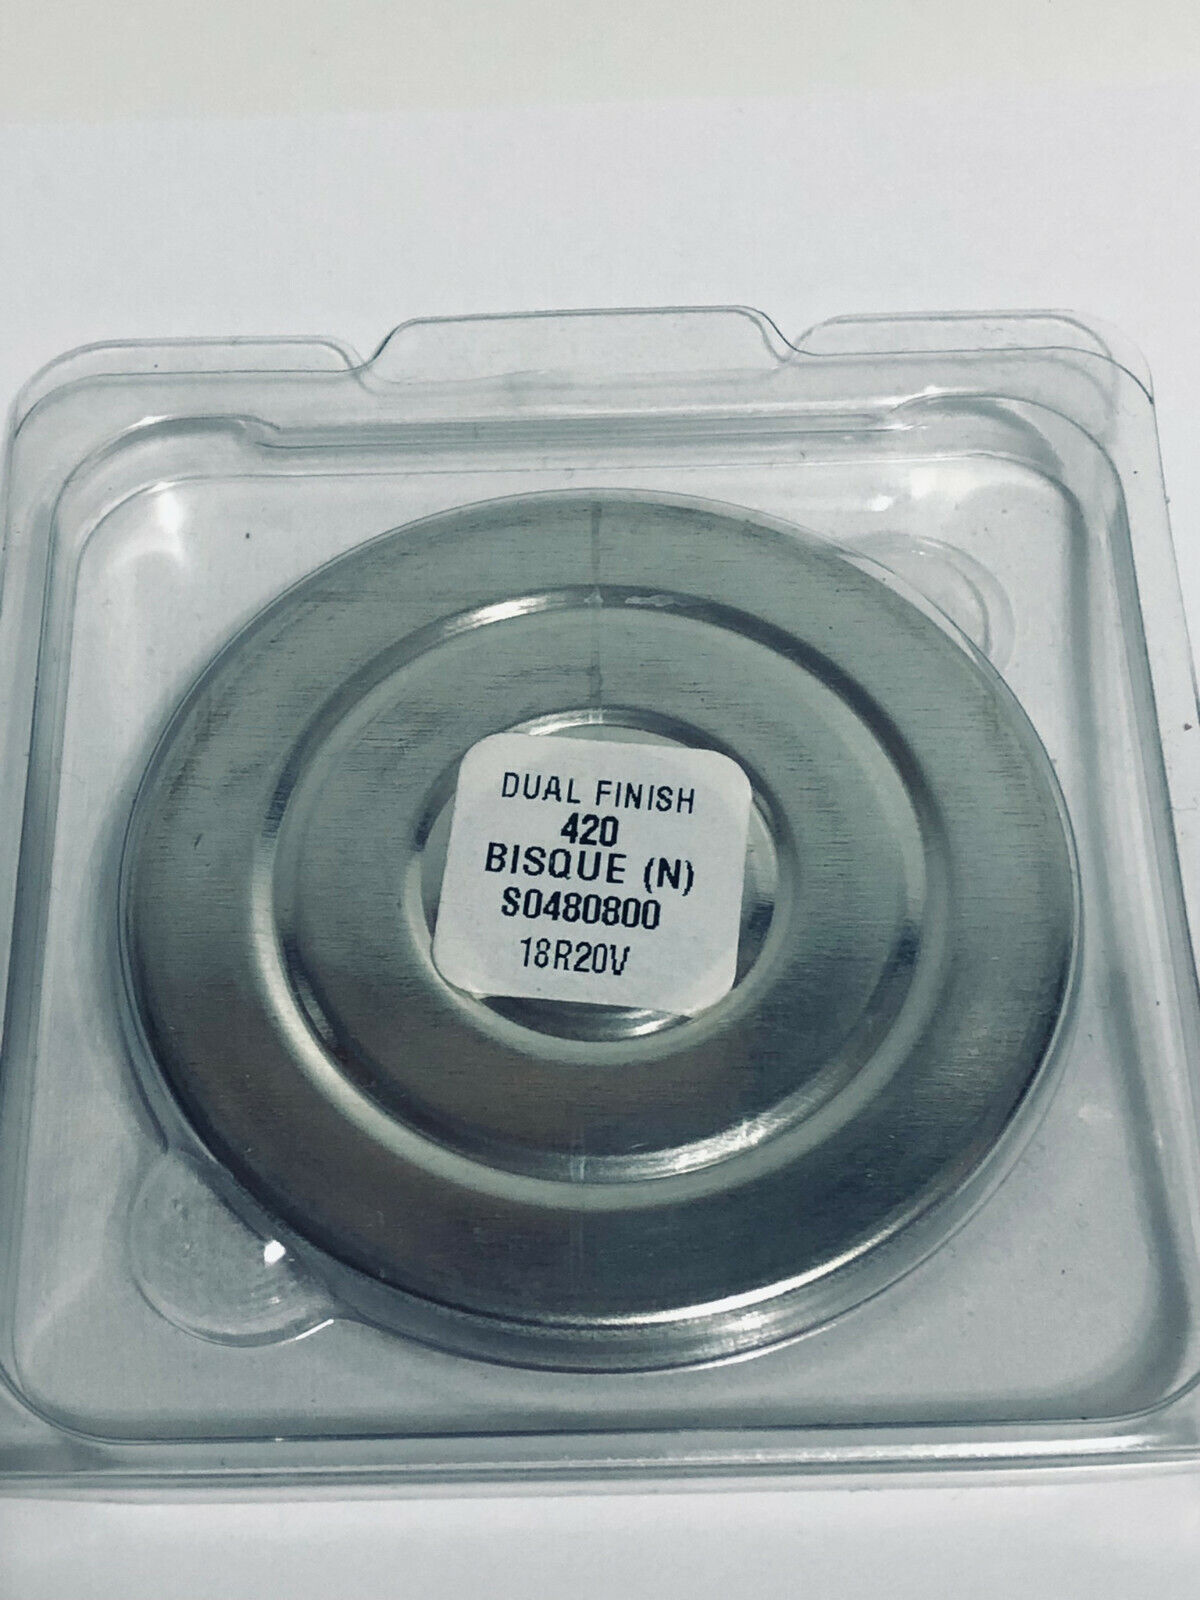 DUAL FINISH
420
BISQUE (N)
S0480800
18R20V